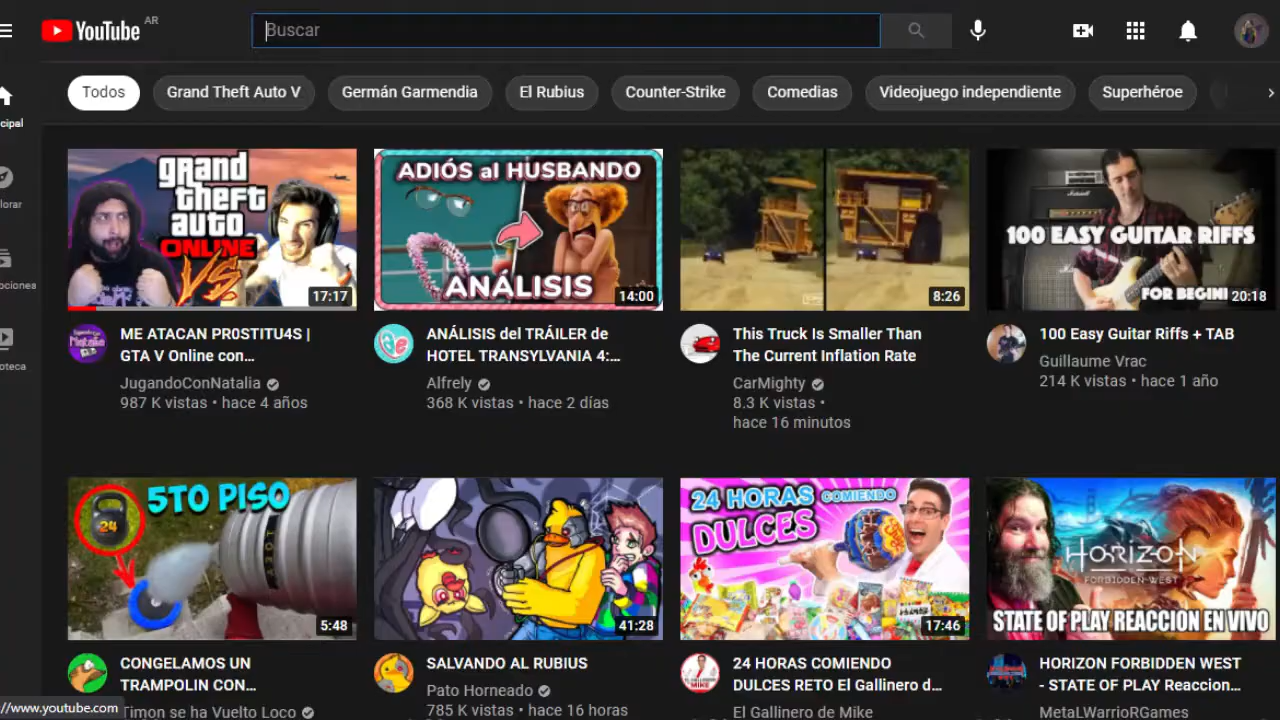 YouTube AR
Buscar
Todos
Grand Theft Auto V
Germán Garmendia
El Rubius
Counter-Strike
Comedias
Videojuego independiente
Superhéroe
cipal
lorar
pciones
oteca
grand
theft
auto
ONLINE
VS
17:17
ADIÓS al HUSBANDO
ANÁLISIS
14:00
8:26
Marshall
100 EASY GUITAR RIFFS
FOR BEGINI
20:18
ME ATACAN PR0STITU4S |
GTA V Online con...
JugandoConNatalia
987 K vistas • hace 4 años
ANÁLISIS del TRÁILER de
HOTEL TRANSYLVANIA 4:...
Alfrely
368 K vistas • hace 2 días
This Truck Is Smaller Than
The Current Inflation Rate
CarMighty
8.3 K vistas •
hace 16 minutos
100 Easy Guitar Riffs + TAB
Guillaume Vrac
214 K vistas • hace 1 año
5TO PISO
24
5:48
41:28
24 HORAS COMIENDO
DULCES
17:46
HORIZON
FORBIDDEN WEST
STATE OF PLAY REACCION EN VIVO
CONGELAMOS UN
TRAMPOLIN CON...
Timon se ha Vuelto Loco
SALVANDO AL RUBIUS
Pato Horneado
785 K vistas • hace 16 horas
24 HORAS COMIENDO
DULCES RETO El Gallinero d...
El Gallinero de Mike
HORIZON FORBIDDEN WEST
- STATE OF PLAY Reaccion...
MetaLWarrioRGames
//www.youtube.com